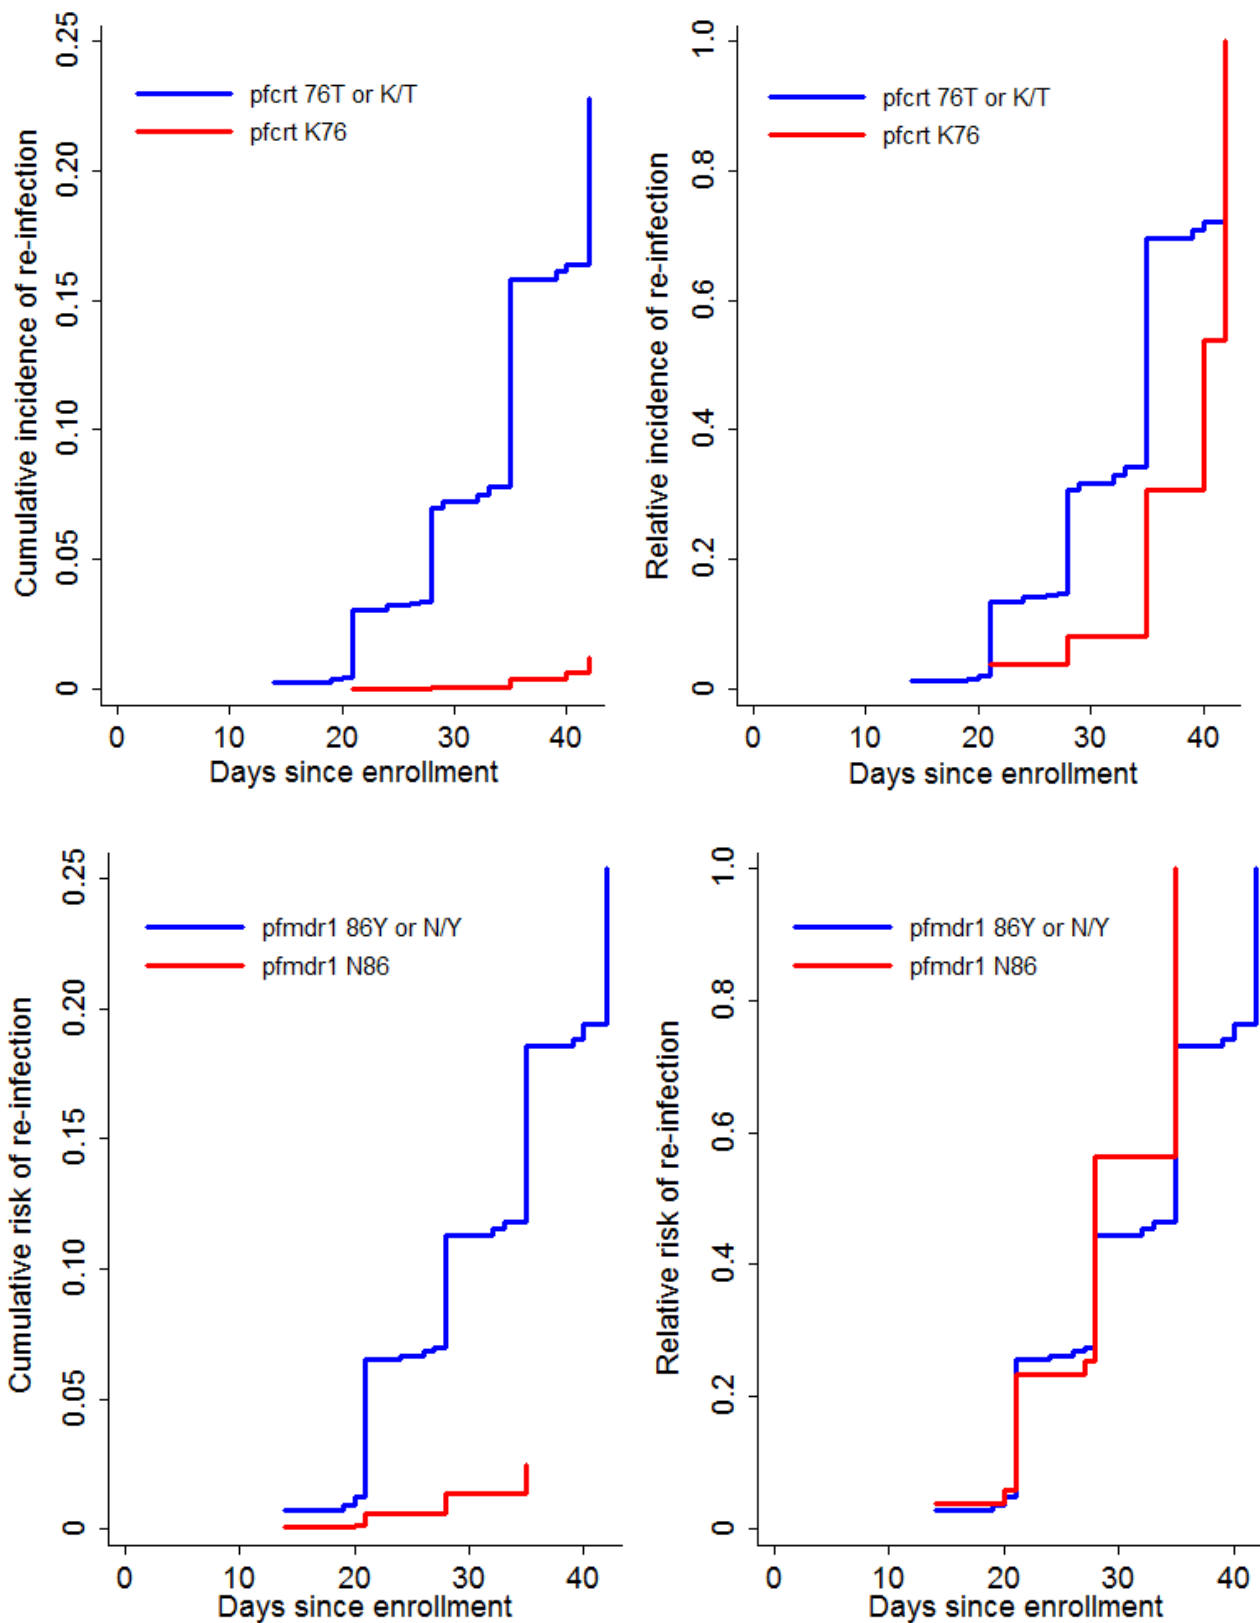 Cumulative incidence of re-infection
0.25
0.20
0.15
0.10
0.05
0
pfcrt 76T or K/T
pfcrt K76
0 10 20 30 40
Days since enrollment
Relative incidence of re-infection
1.0
0.8
0.6
0.4
0.2
0
pfcrt 76T or K/T
pfcrt K76
0 10 20 30 40
Days since enrollment
Cumulative risk of re-infection
0.25
0.20
0.15
0.10
0.05
0
pfmdr1 86Y or N/Y
pfmdr1 N86
0 10 20 30 40
Days since enrollment
Relative risk of re-infection
1.0
0.8
0.6
0.4
0.2
0
pfmdr1 86Y or N/Y
pfmdr1 N86
0 10 20 30 40
Days since enrollment